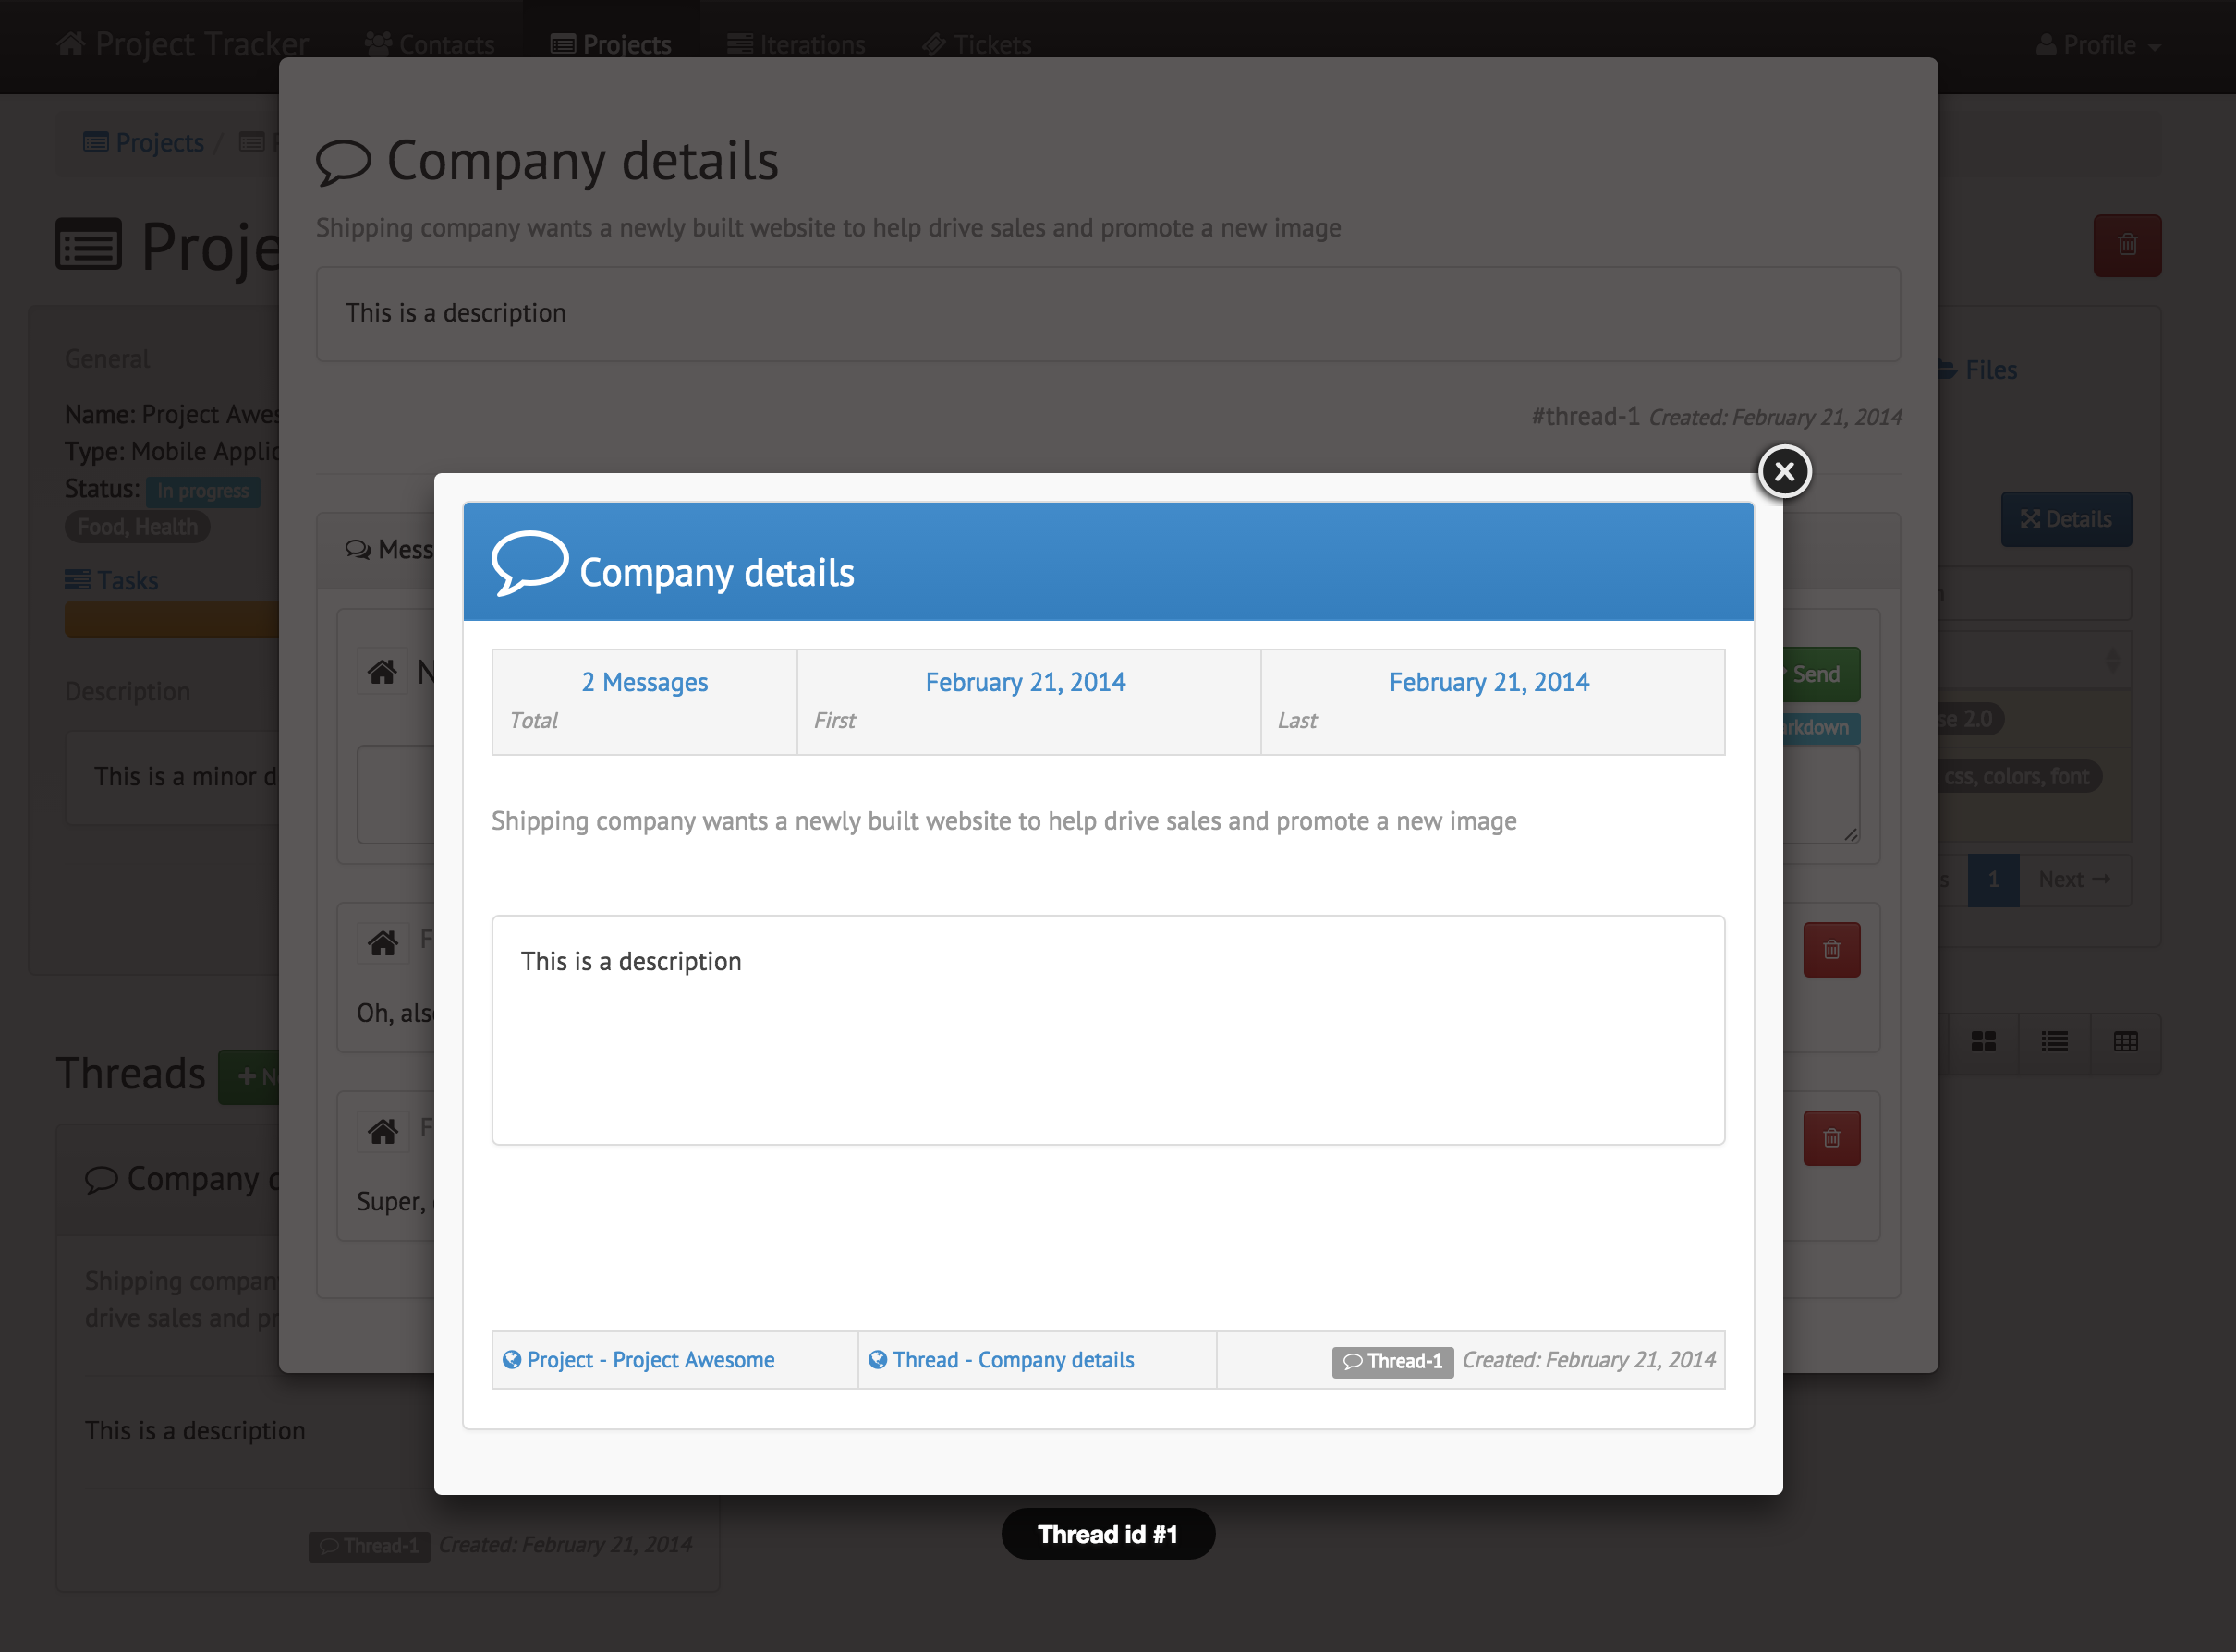 Project Tracker
Contacts
Projects
Iterations
Tickets
Profile
Projects /
Proje
General
Name: Project Awes
Type: Mobile Applic
Status: In progress
Food, Health
Tasks
Description
This is a minor d
Files
Details
Company details
Shipping company wants a newly built website to help drive sales and promote a new image
This is a description
#thread-1 Created: February 21, 2014
Mess
N
Send
arkdown
se 2.0
css, colors, font
s 1 Next →
F
Oh, als
F
Super,
Threads
+ N
Company d
Shipping compan
drive sales and pr
This is a description
Thread-1 Created: February 21, 2014
Company details
2 Messages
Total
February 21, 2014
First
February 21, 2014
Last
Shipping company wants a newly built website to help drive sales and promote a new image
This is a description
Project - Project Awesome
Thread - Company details
Thread-1 Created: February 21, 2014
Thread id #1